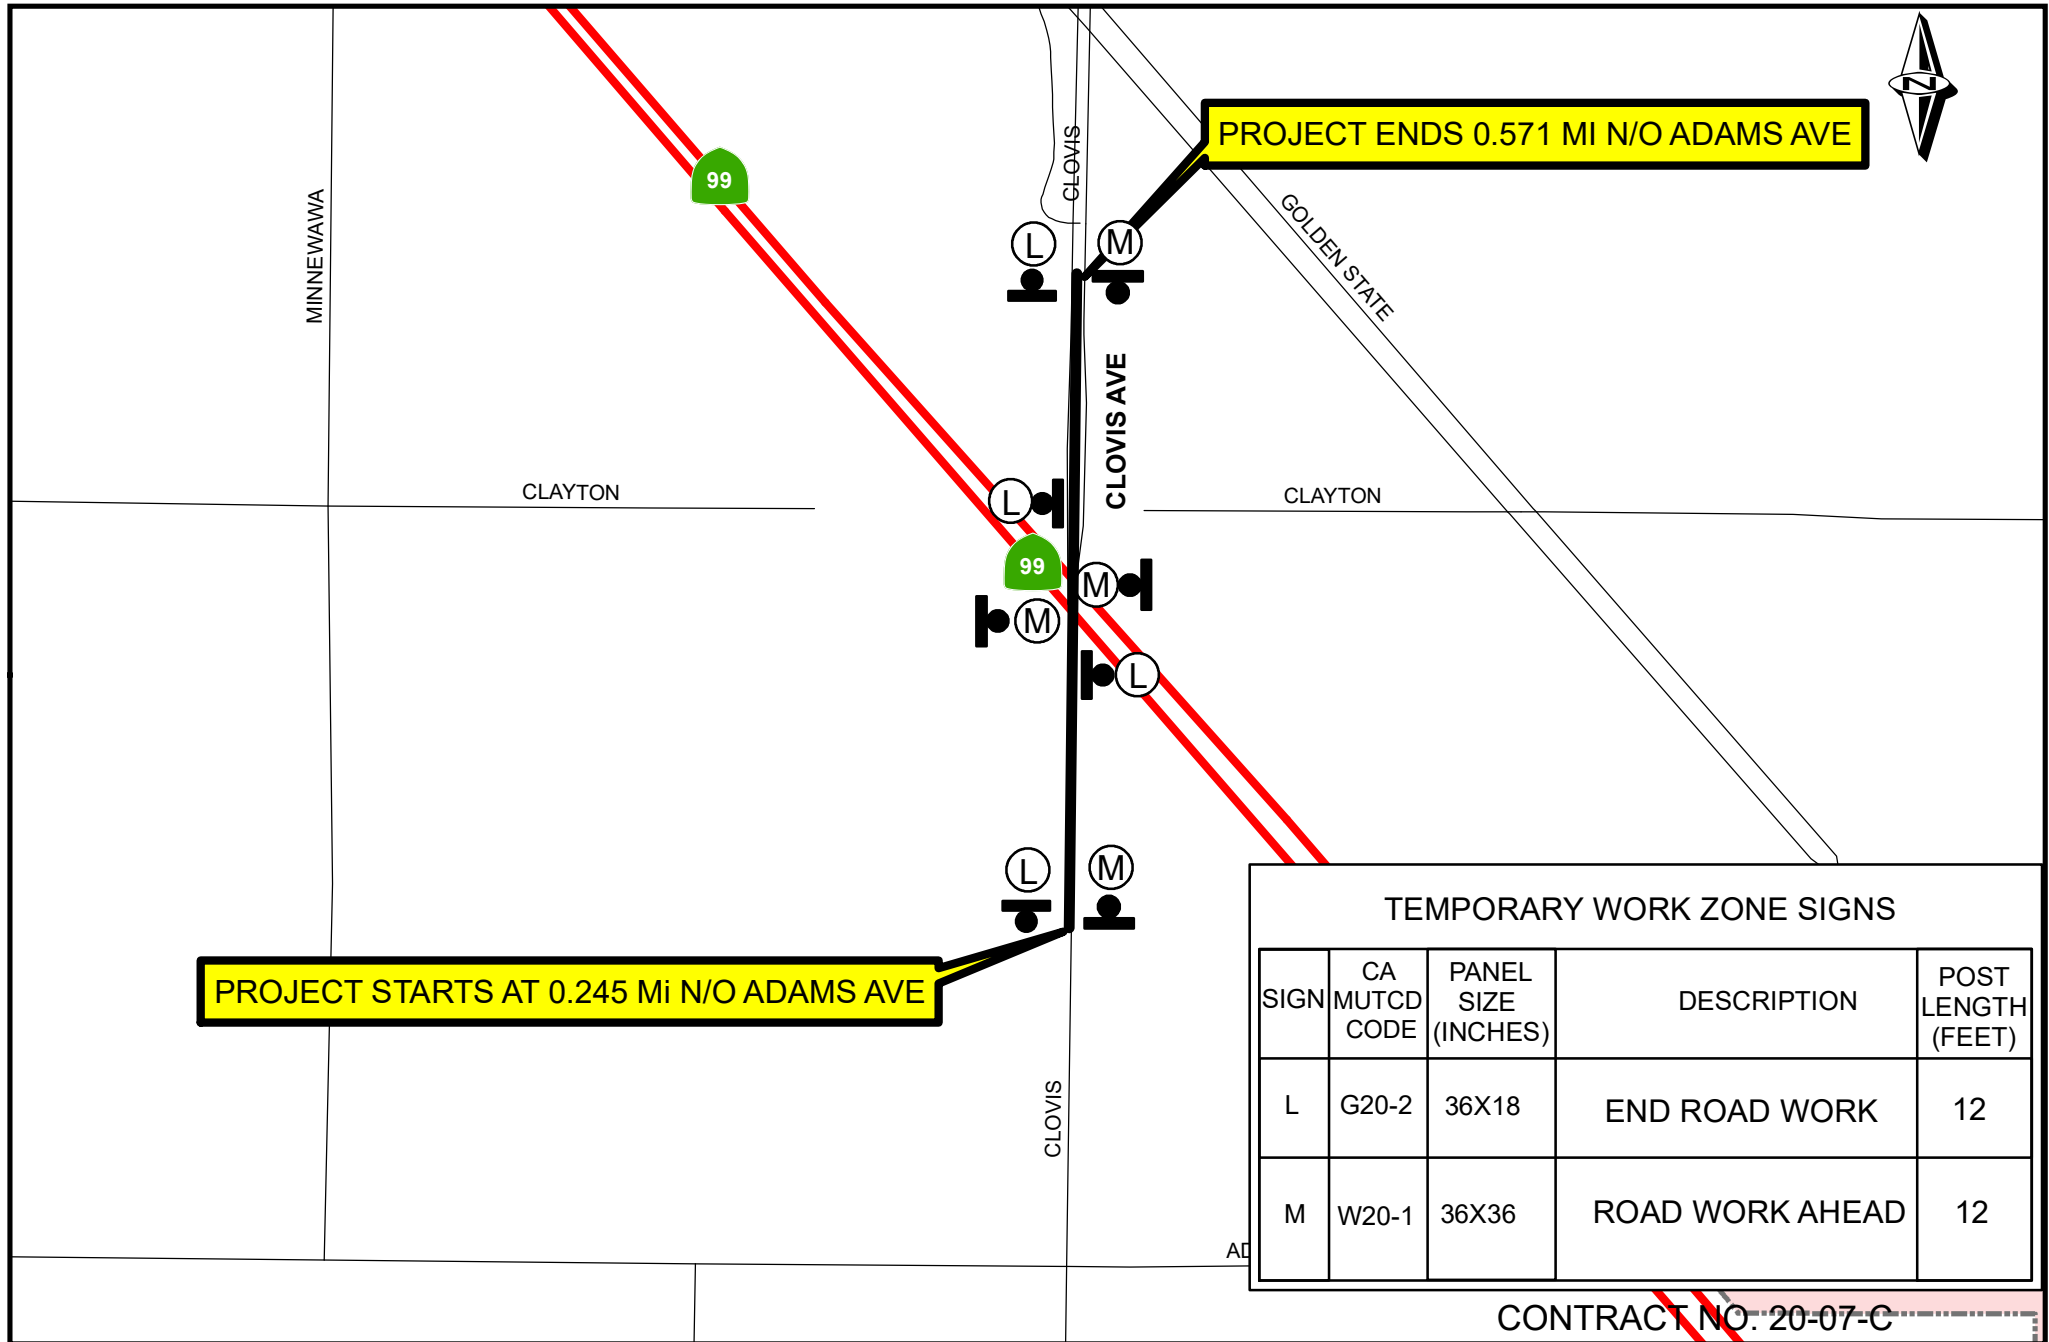 CLOVIS
N
PROJECT ENDS 0.571 MI N/O ADAMS AVE
99
MINNEWAWA
GOLDEN STATE
L
M
CLOVIS AVE
CLAYTON
CLAYTON
L
99
M
M
L
L
M
PROJECT STARTS AT 0.245 Mi N/O ADAMS AVE
CLOVIS
TEMPORARY WORK ZONE SIGNS
SIGN
CA
MUTCD
CODE
PANEL
SIZE
(INCHES)
DESCRIPTION
POST
LENGTH
(FEET)
L G20-2 36X18 END ROAD WORK 12
M W20-1 36X36 ROAD WORK AHEAD 12
AD
CONTRACT NO. 20-07-C